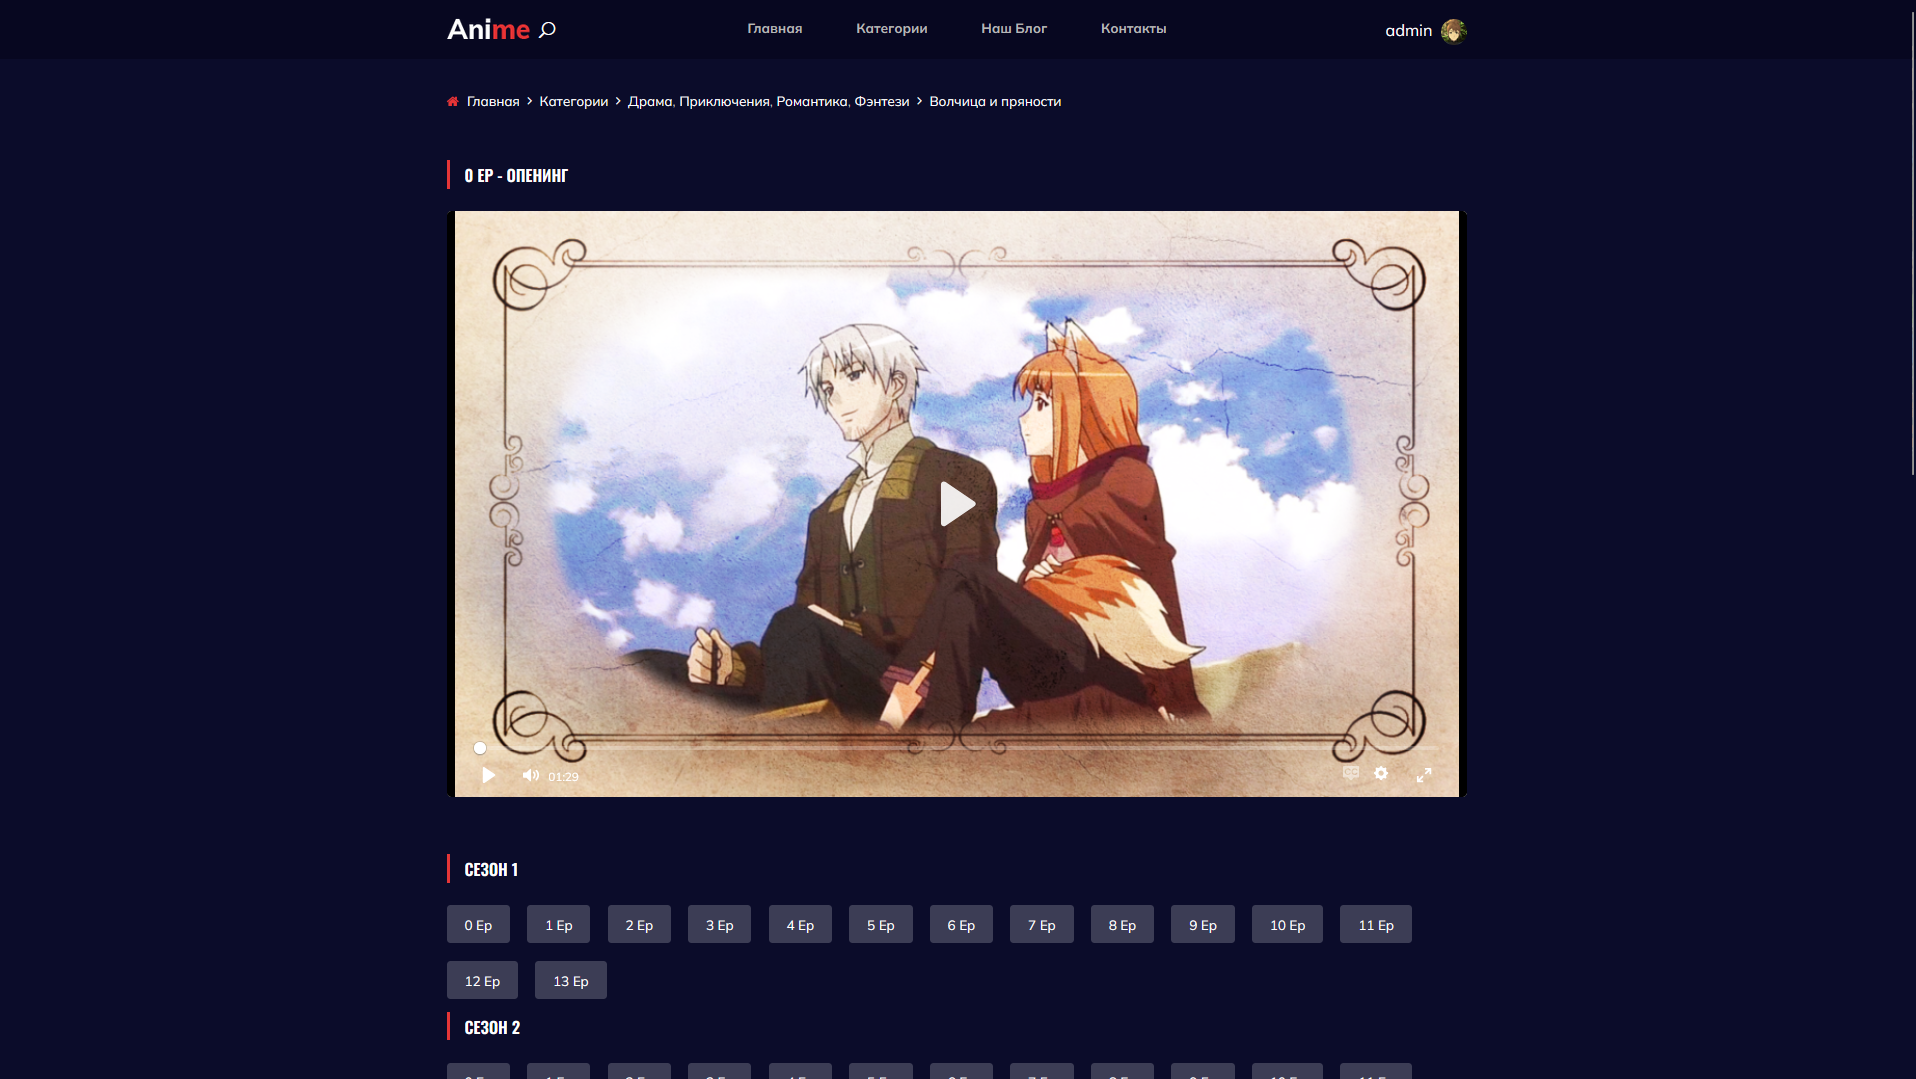 Anime
Главная Категории Наш Блог Контакты
admin
Главная Категории Драма, Приключения, Романтика, Фэнтези Волчица и пряности
0 EP - ОПЕНИНГ
01:29
СЕЗОН 1
0 Ep 1 Ep 2 Ep 3 Ep 4 Ep 5 Ep 6 Ep 7 Ep 8 Ep 9 Ep 10 Ep 11 Ep
12 Ep 13 Ep
СЕЗОН 2